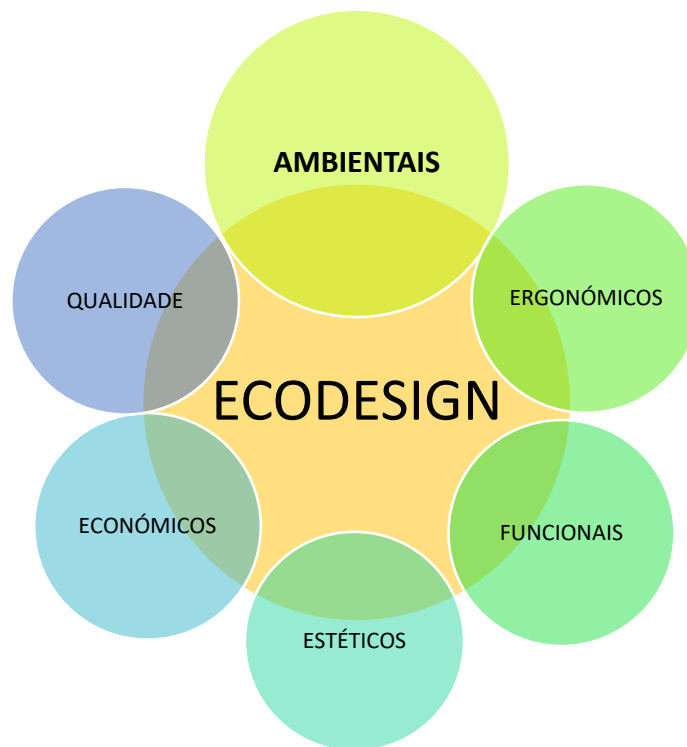 AMBIENTAIS
QUALIDADE
ERGONÓMICOS
ECODESIGN
ECONÓMICOS
FUNCIONAIS
ESTÉTICOS